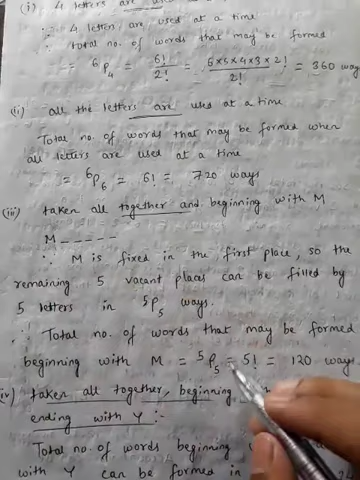 (i) 4 letters are used at a time
∵ 4 letters are used at a time
∴ Total no. of words that may be formed
= ⁶P₄ = 6!/2! = 6×5×4×3×2!/2! = 360 way
(ii) all the letters are used at a time
Total no. of words that may be formed when
all letters are used at a time
= ⁶P₆ = 6! = 720 ways
(iii) taken all together and beginning with M
M _ _ _ _ _
∵ M is fixed in the first place, so the
remaining 5 vacant places can be filled by
5 letters in ⁵P₅ ways.
∴ Total no. of words that may be formed
beginning with M = ⁵P₅ = 5! = 120 ways.
(iv) taken all together, beginning
ending with Y :-
Total no. of words beginning
with Y can be formed in